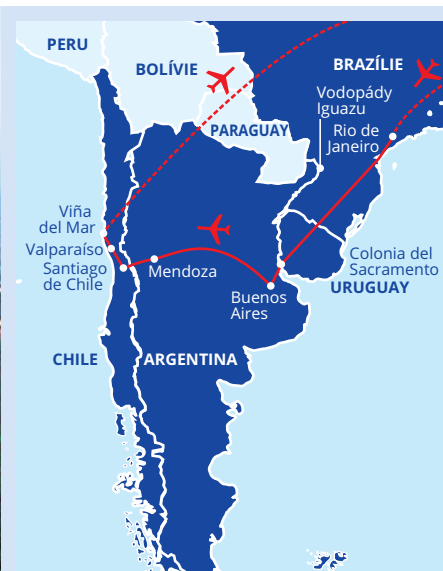 PERU
BOLÍVIE
BRAZÍLIE
Vodopády
Iguazu
PARAGUAY
Rio de
Janeiro
Viña
del Mar
Valparaíso
Santiago
de Chile
Mendoza
Colonia del
Sacramento
Buenos
Aires
URUGUAY
CHILE
ARGENTINA